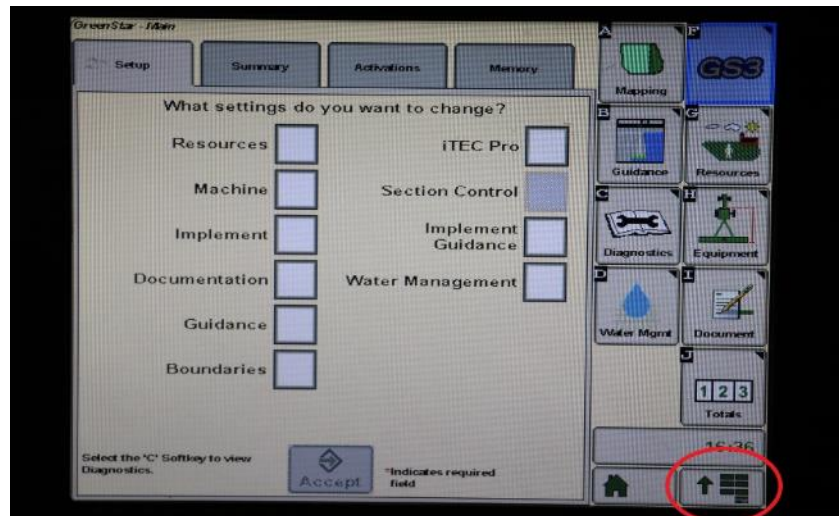 GreenStar - Main
Setup
Summary
Activations
Memory
What settings do you want to change?
Resources
Machine
Implement
Documentation
Guidance
Boundaries
iTEC Pro
Section Control
Implement
Guidance
Water Management
Select the 'C' Softkey to view
Diagnostics.
Accept
*Indicates required
field
A
Mapping
F
GS3
B
Guidance
G
Resources
C
Diagnostics
H
Equipment
D
Water Mgmt
I
Document
J
1 2 3
Totals
16:36